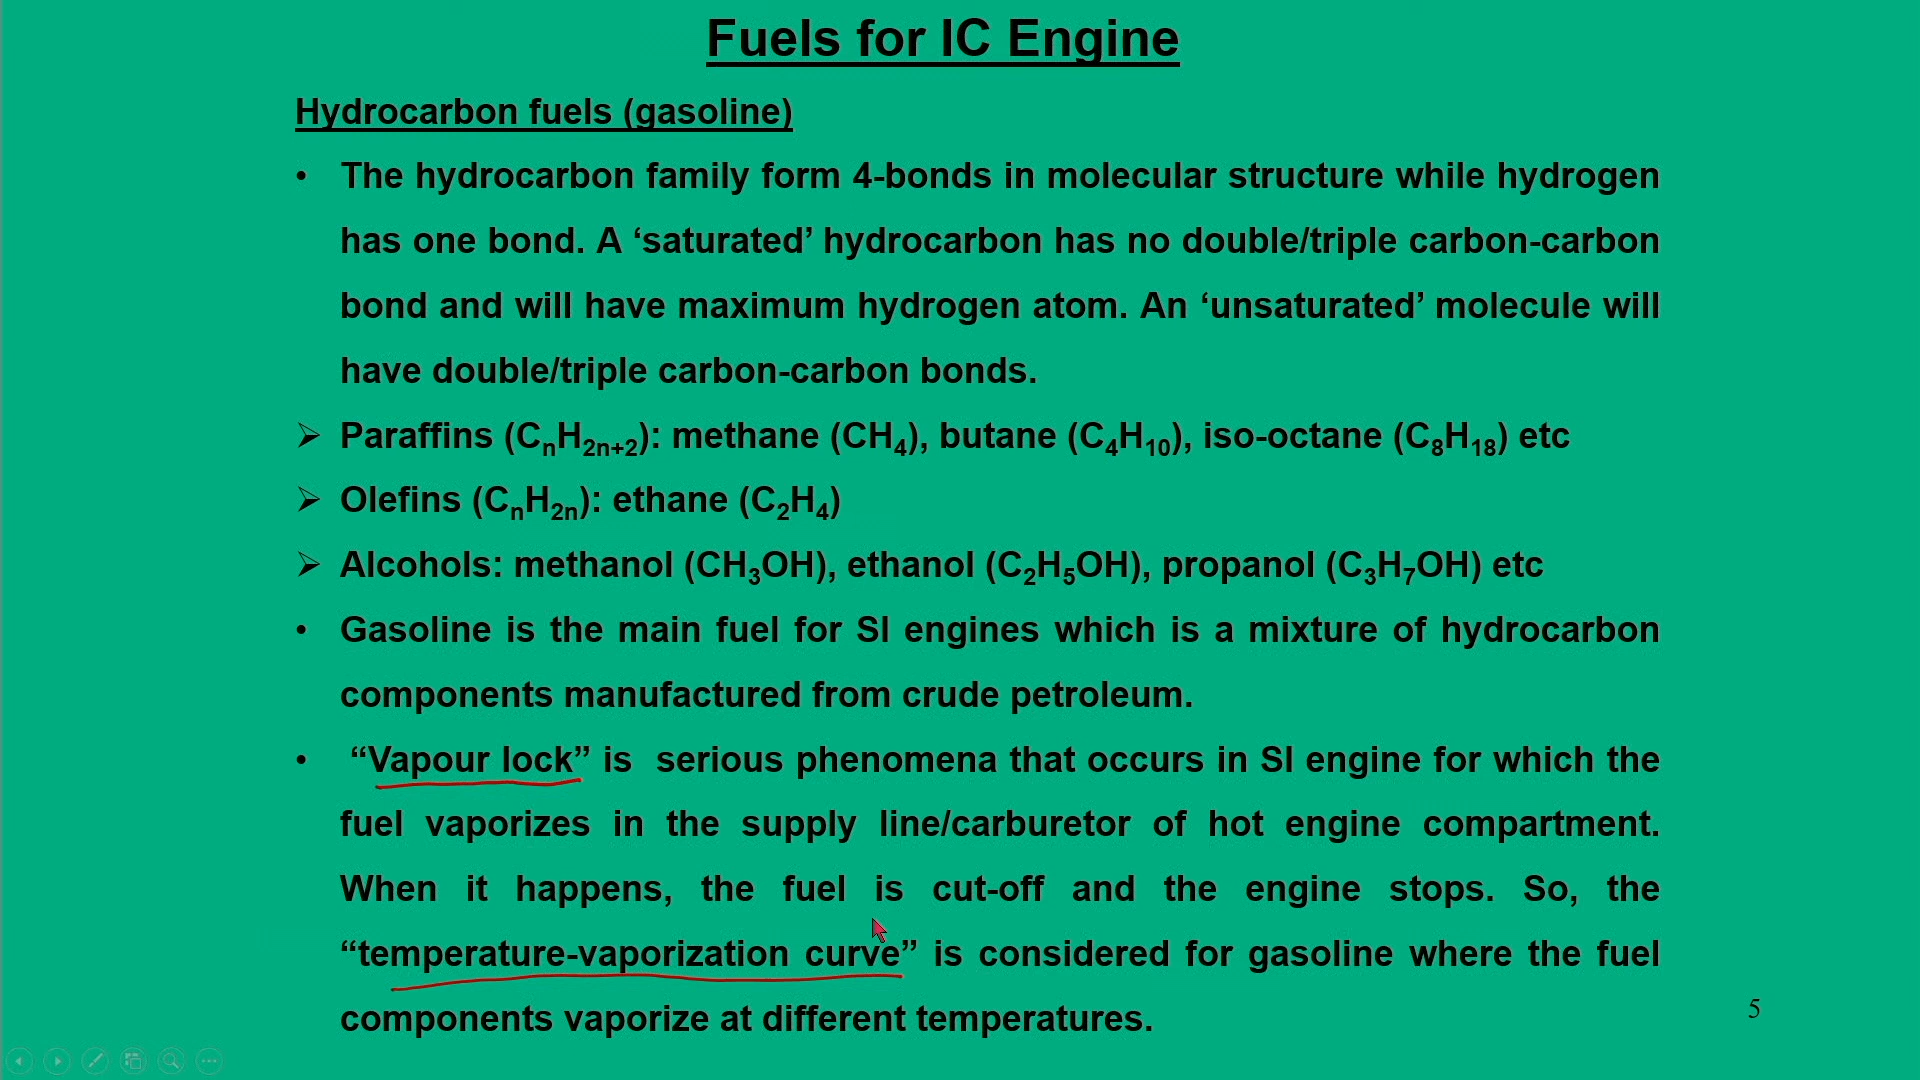 Fuels for IC Engine
Hydrocarbon fuels (gasoline)
• The hydrocarbon family form 4-bonds in molecular structure while hydrogen
has one bond. A ‘saturated’ hydrocarbon has no double/triple carbon-carbon
bond and will have maximum hydrogen atom. An ‘unsaturated’ molecule will
have double/triple carbon-carbon bonds.
➢ Paraffins (CₙH₂ₙ₊₂): methane (CH₄), butane (C₄H₁₀), iso-octane (C₈H₁₈) etc
➢ Olefins (CₙH₂ₙ): ethane (C₂H₄)
➢ Alcohols: methanol (CH₃OH), ethanol (C₂H₅OH), propanol (C₃H₇OH) etc
• Gasoline is the main fuel for SI engines which is a mixture of hydrocarbon
components manufactured from crude petroleum.
• “Vapour lock” is serious phenomena that occurs in SI engine for which the
fuel vaporizes in the supply line/carburetor of hot engine compartment.
When it happens, the fuel is cut-off and the engine stops. So, the
“temperature-vaporization curve” is considered for gasoline where the fuel
components vaporize at different temperatures.
5